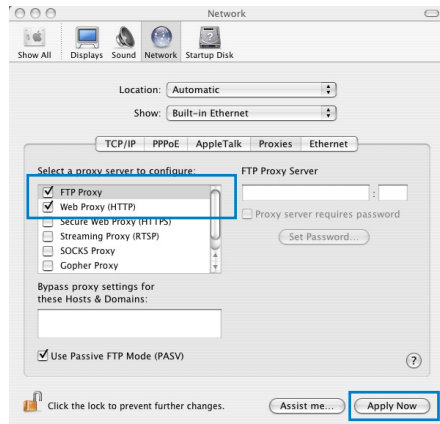 Network
Show All Displays Sound Network Startup Disk
Location: Automatic
Show: Built-in Ethernet
TCP/IP PPPoE AppleTalk Proxies Ethernet
Select a proxy server to configure: FTP Proxy Server
FTP Proxy
Web Proxy (HTTP)
:
Secure Web Proxy (HTTPS)
Proxy server requires password
Streaming Proxy (RTSP)
Set Password...
SOCKS Proxy
Gopher Proxy
Bypass proxy settings for
these Hosts & Domains:
Use Passive FTP Mode (PASV)
?
Click the lock to prevent further changes.
Assist me...
Apply Now